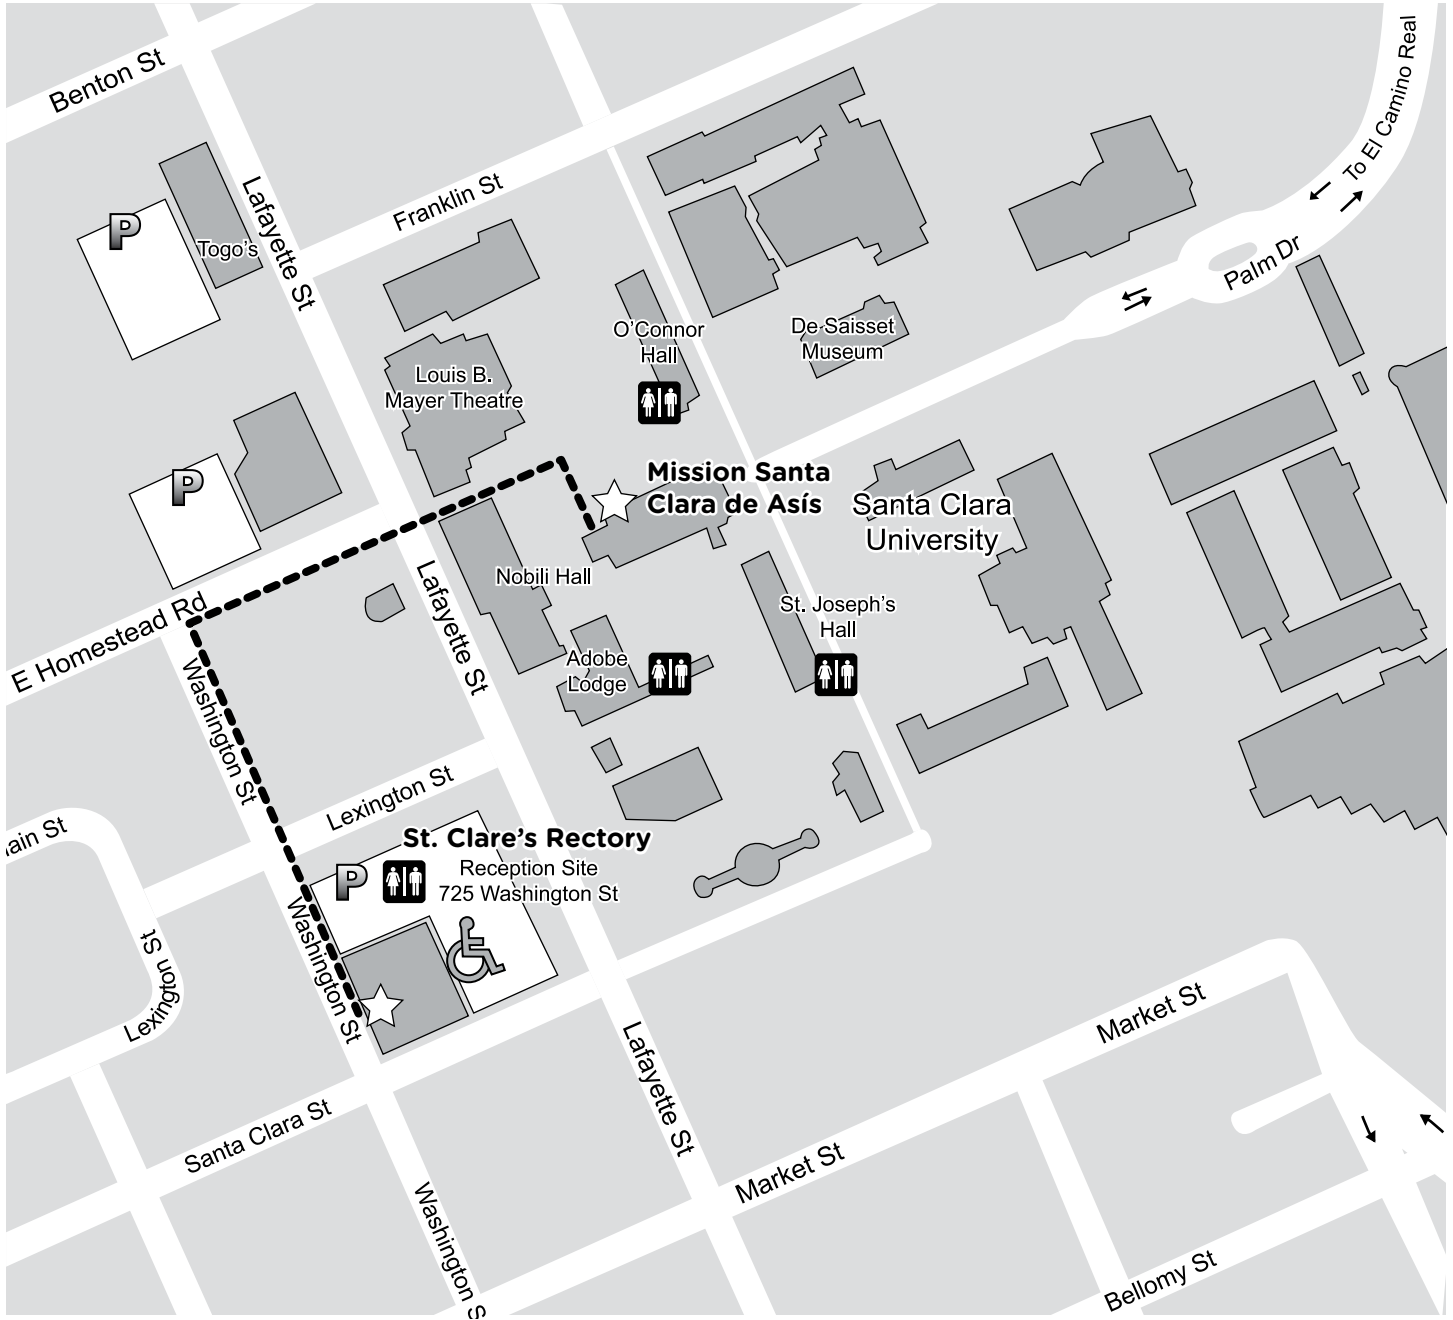 Benton St
To El Camino Real
P
Togo's
Lafayette St
Franklin St
Palm Dr
O'Connor
Hall
De Saisset
Museum
Louis B.
Mayer Theatre
P
Mission Santa
Clara de Asís
Santa Clara
University
Nobili Hall
E Homestead Rd
Lafayette St
St. Joseph's
Hall
Adobe
Lodge
Washington St
Lexington St
ain St
St. Clare's Rectory
P
Reception Site
725 Washington St
Washington St
Lexington St
Market St
Lafayette St
Santa Clara St
Market St
Washington S
Bellomy St